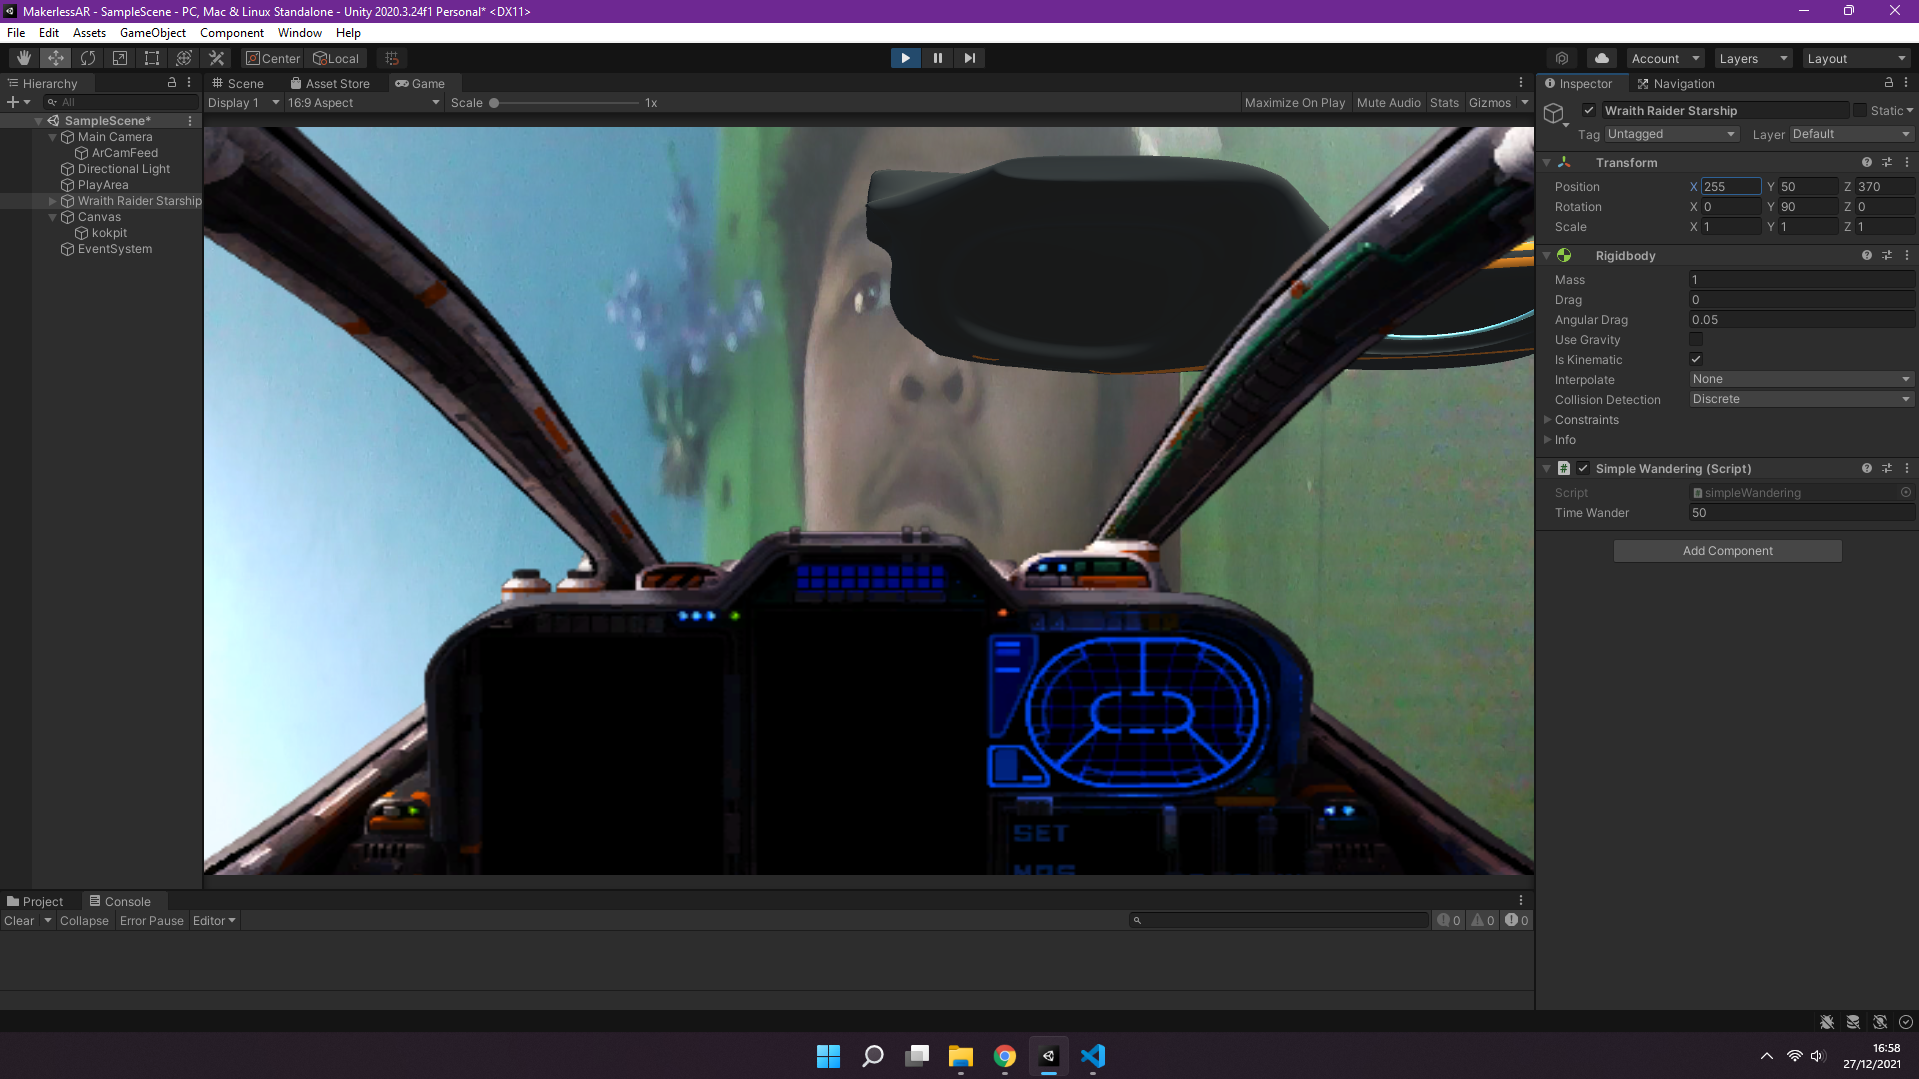 MakerlessAR - SampleScene - PC, Mac & Linux Standalone - Unity 2020.3.24f1 Personal* <DX11>
File Edit Assets GameObject Component Window Help
Center Local Account Layers Layout
Hierarchy Scene Asset Store Game Inspector Navigation
All Display 1 16:9 Aspect Scale 1x Maximize On Play Mute Audio Stats Gizmos
Wraith Raider Starship Static
SampleScene*
Main Camera
ArCamFeed
Directional Light
PlayArea
Wraith Raider Starship
Canvas
kokpit
EventSystem
Tag Untagged Layer Default
Transform
Position X 255 Y 50 Z 370
Rotation X 0 Y 90 Z 0
Scale X 1 Y 1 Z 1
Rigidbody
Mass 1
Drag 0
Angular Drag 0.05
Use Gravity
Is Kinematic
Interpolate None
Collision Detection Discrete
Constraints
Info
# Simple Wandering (Script)
Script simpleWandering
Time Wander 50
Add Component
SET
Project Console
Clear Collapse Error Pause Editor 0 0 0
16:58
27/12/2021